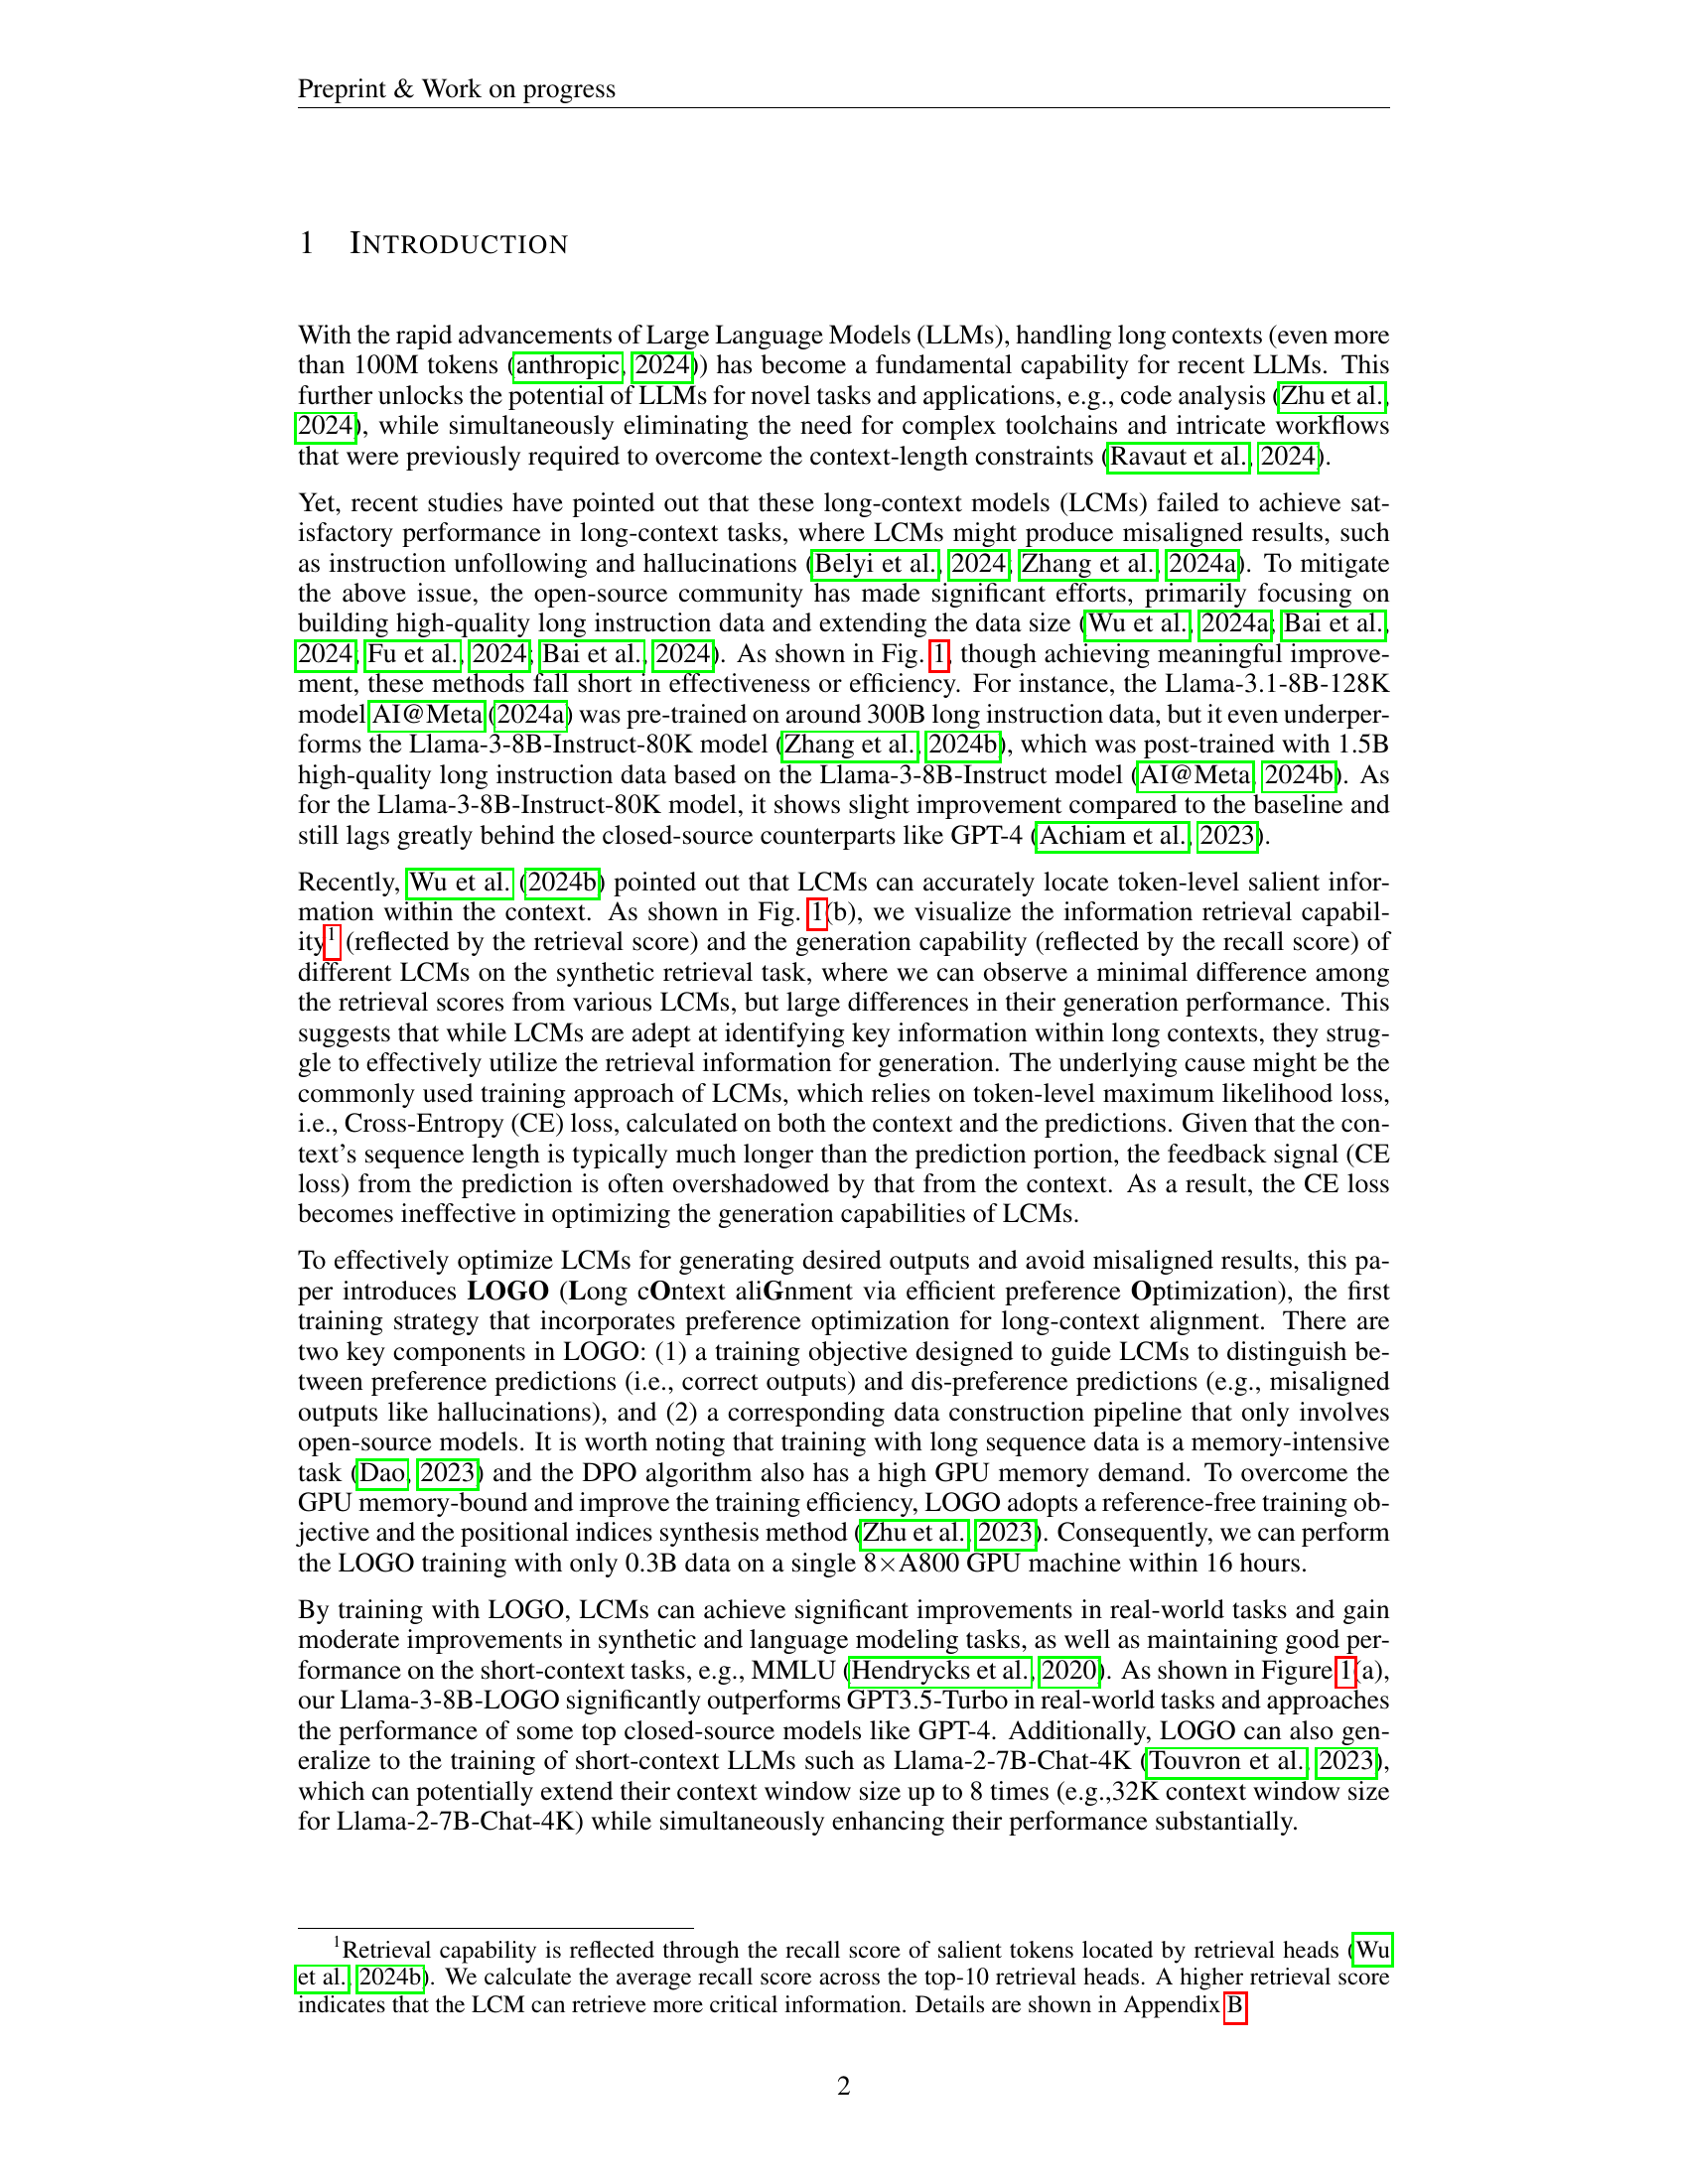 Preprint & Work on progress
1 INTRODUCTION
With the rapid advancements of Large Language Models (LLMs), handling long contexts (even more
than 100M tokens (anthropic, 2024)) has become a fundamental capability for recent LLMs. This
further unlocks the potential of LLMs for novel tasks and applications, e.g., code analysis (Zhu et al.,
2024), while simultaneously eliminating the need for complex toolchains and intricate workflows
that were previously required to overcome the context-length constraints (Ravaut et al., 2024).
Yet, recent studies have pointed out that these long-context models (LCMs) failed to achieve sat-
isfactory performance in long-context tasks, where LCMs might produce misaligned results, such
as instruction unfollowing and hallucinations (Belyi et al., 2024; Zhang et al., 2024a). To mitigate
the above issue, the open-source community has made significant efforts, primarily focusing on
building high-quality long instruction data and extending the data size (Wu et al., 2024a; Bai et al.,
2024; Fu et al., 2024; Bai et al., 2024). As shown in Fig. 1, though achieving meaningful improve-
ment, these methods fall short in effectiveness or efficiency. For instance, the Llama-3.1-8B-128K
model AI@Meta (2024a) was pre-trained on around 300B long instruction data, but it even underper-
forms the Llama-3-8B-Instruct-80K model (Zhang et al., 2024b), which was post-trained with 1.5B
high-quality long instruction data based on the Llama-3-8B-Instruct model (AI@Meta, 2024b). As
for the Llama-3-8B-Instruct-80K model, it shows slight improvement compared to the baseline and
still lags greatly behind the closed-source counterparts like GPT-4 (Achiam et al., 2023).
Recently, Wu et al. (2024b) pointed out that LCMs can accurately locate token-level salient infor-
mation within the context. As shown in Fig. 1(b), we visualize the information retrieval capabil-
ity1 (reflected by the retrieval score) and the generation capability (reflected by the recall score) of
different LCMs on the synthetic retrieval task, where we can observe a minimal difference among
the retrieval scores from various LCMs, but large differences in their generation performance. This
suggests that while LCMs are adept at identifying key information within long contexts, they strug-
gle to effectively utilize the retrieval information for generation. The underlying cause might be the
commonly used training approach of LCMs, which relies on token-level maximum likelihood loss,
i.e., Cross-Entropy (CE) loss, calculated on both the context and the predictions. Given that the con-
text's sequence length is typically much longer than the prediction portion, the feedback signal (CE
loss) from the prediction is often overshadowed by that from the context. As a result, the CE loss
becomes ineffective in optimizing the generation capabilities of LCMs.
To effectively optimize LCMs for generating desired outputs and avoid misaligned results, this pa-
per introduces LOGO (Long cOntext aliGnment via efficient preference Optimization), the first
training strategy that incorporates preference optimization for long-context alignment. There are
two key components in LOGO: (1) a training objective designed to guide LCMs to distinguish be-
tween preference predictions (i.e., correct outputs) and dis-preference predictions (e.g., misaligned
outputs like hallucinations), and (2) a corresponding data construction pipeline that only involves
open-source models. It is worth noting that training with long sequence data is a memory-intensive
task (Dao, 2023) and the DPO algorithm also has a high GPU memory demand. To overcome the
GPU memory-bound and improve the training efficiency, LOGO adopts a reference-free training ob-
jective and the positional indices synthesis method (Zhu et al., 2023). Consequently, we can perform
the LOGO training with only 0.3B data on a single 8×A800 GPU machine within 16 hours.
By training with LOGO, LCMs can achieve significant improvements in real-world tasks and gain
moderate improvements in synthetic and language modeling tasks, as well as maintaining good per-
formance on the short-context tasks, e.g., MMLU (Hendrycks et al., 2020). As shown in Figure 1(a),
our Llama-3-8B-LOGO significantly outperforms GPT3.5-Turbo in real-world tasks and approaches
the performance of some top closed-source models like GPT-4. Additionally, LOGO can also gen-
eralize to the training of short-context LLMs such as Llama-2-7B-Chat-4K (Touvron et al., 2023),
which can potentially extend their context window size up to 8 times (e.g.,32K context window size
for Llama-2-7B-Chat-4K) while simultaneously enhancing their performance substantially.
1Retrieval capability is reflected through the recall score of salient tokens located by retrieval heads (Wu
et al., 2024b). We calculate the average recall score across the top-10 retrieval heads. A higher retrieval score
indicates that the LCM can retrieve more critical information. Details are shown in Appendix B
2